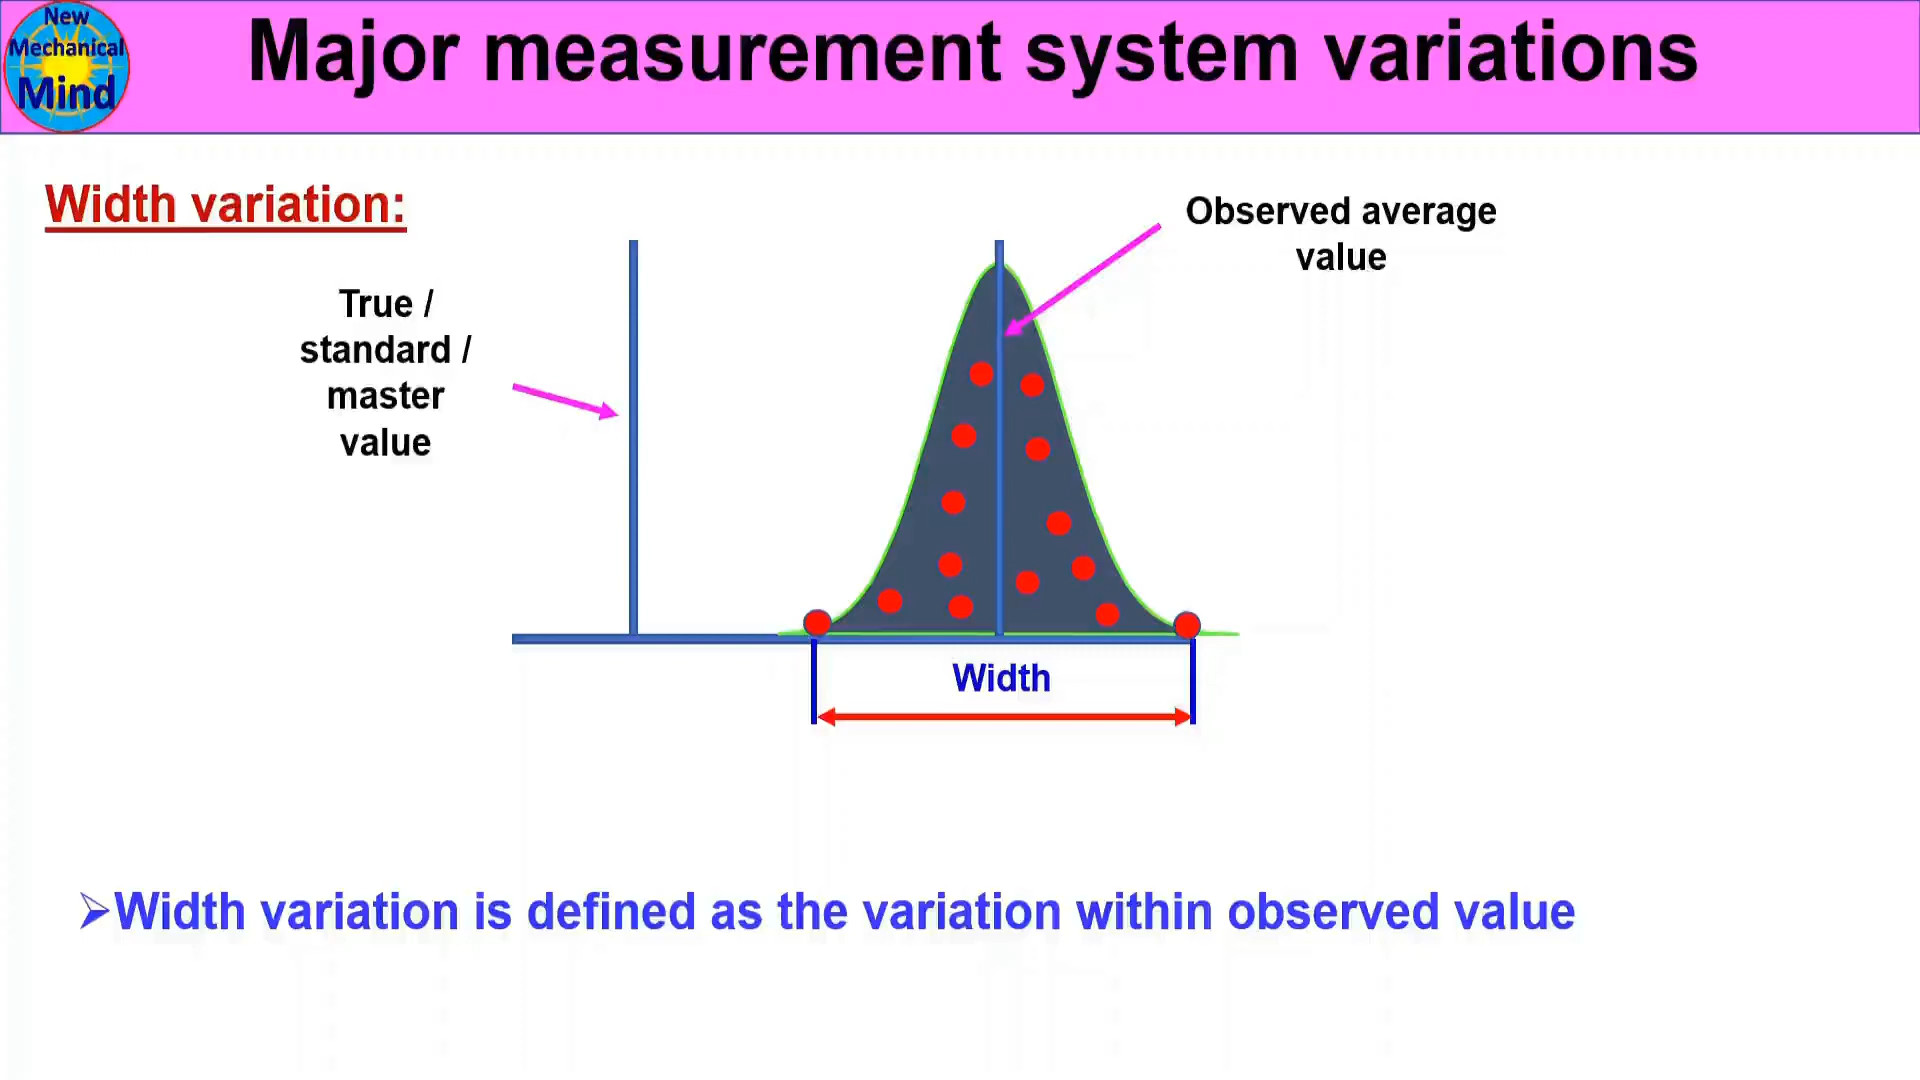 New
Mechanical
Mind
Major measurement system variations
Width variation:
Observed average
value
True /
standard /
master
value
Width
➢Width variation is defined as the variation within observed value